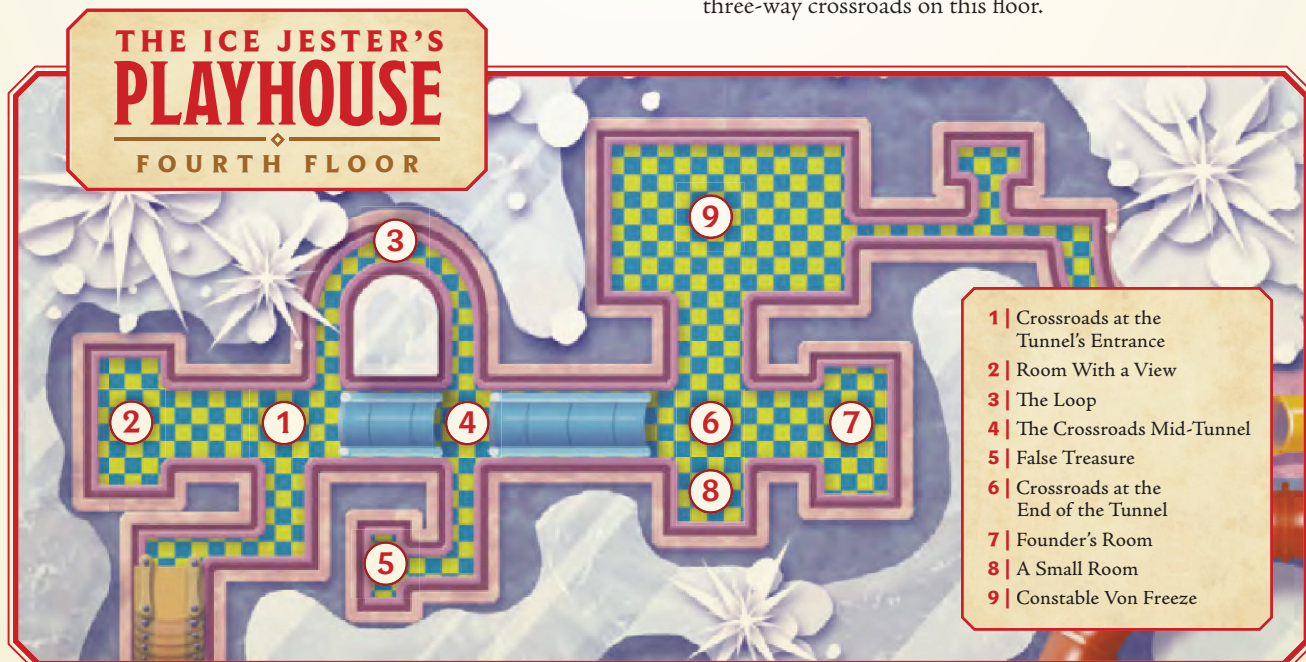 three-way crossroads on this floor.
THE ICE JESTER'S
PLAYHOUSE
FOURTH FLOOR
3
9
2
1
4
6
7
8
5
1 | Crossroads at the
Tunnel's Entrance
2 | Room With a View
3 | The Loop
4 | The Crossroads Mid-Tunnel
5 | False Treasure
6 | Crossroads at the
End of the Tunnel
7 | Founder's Room
8 | A Small Room
9 | Constable Von Freeze